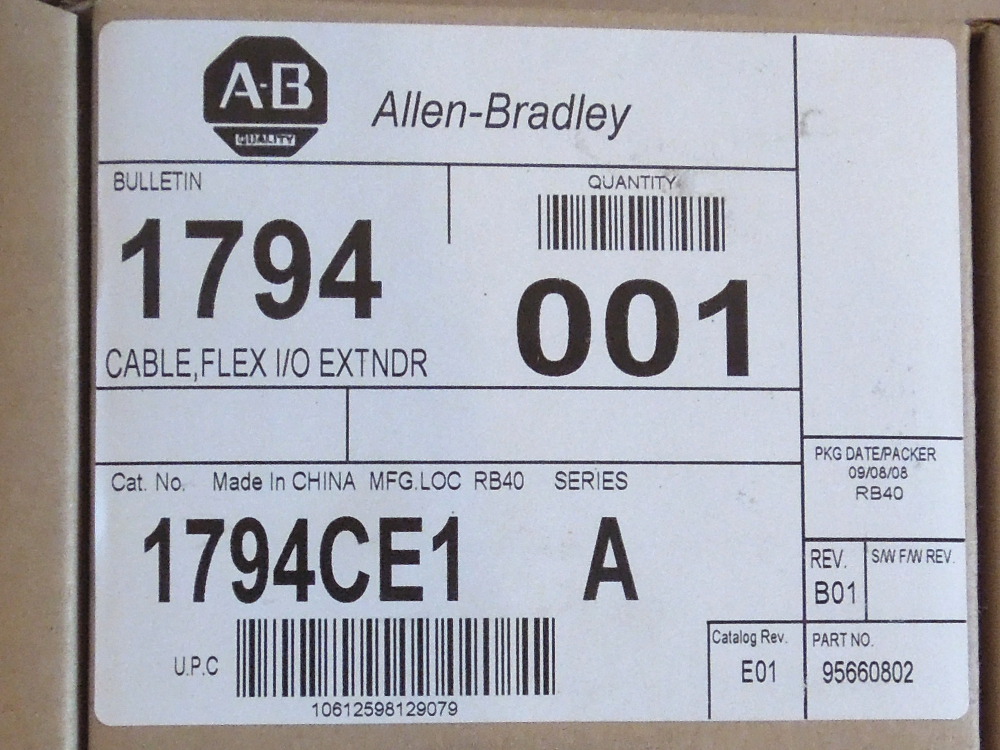 A-B
QUALITY
Allen-Bradley
BULLETIN
1794
CABLE,FLEX I/O EXTNDR
QUANTITY
001
Cat. No. Made In CHINA MFG.LOC RB40 SERIES
1794CE1 A
U.P.C
10612598129079
PKG DATE/PACKER
09/08/08
RB40
REV.
B01
S/W F/W REV.
Catalog Rev.
E01
PART NO.
95660802